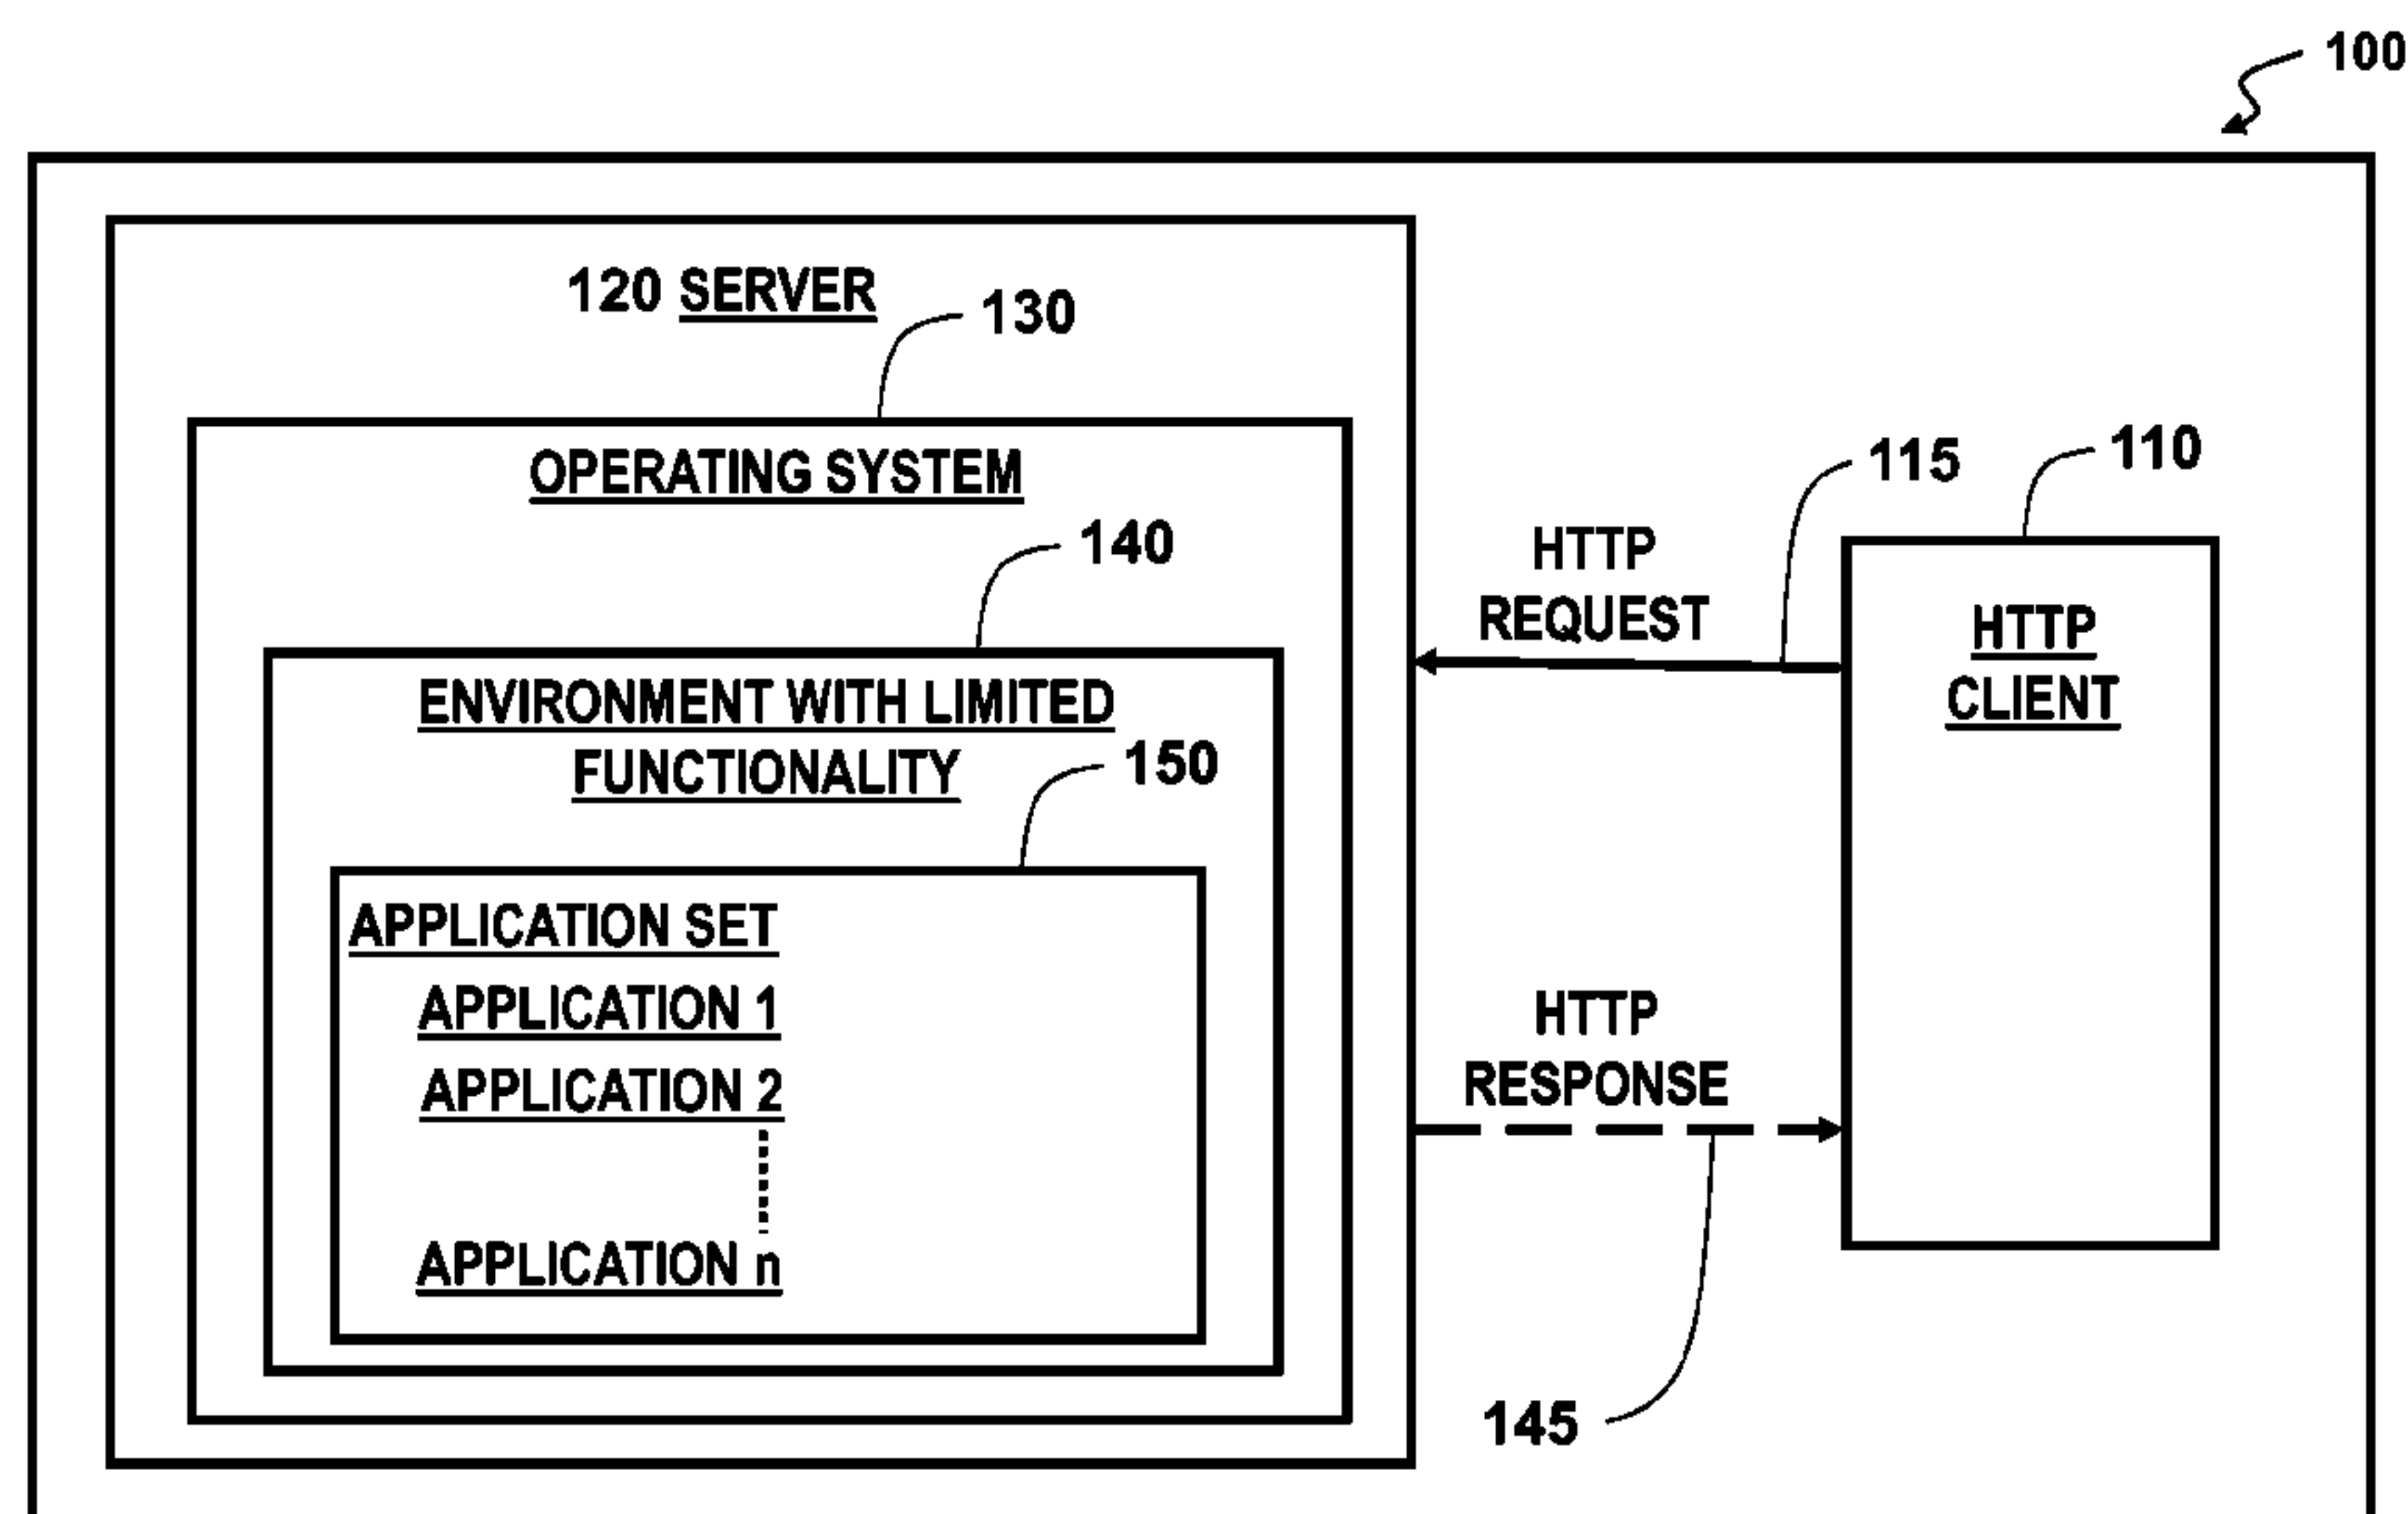 100
120 SERVER
130
OPERATING SYSTEM
140
ENVIRONMENT WITH LIMITED
FUNCTIONALITY
150
APPLICATION SET
APPLICATION 1
APPLICATION 2
APPLICATION n
HTTP
REQUEST
115
110
HTTP
CLIENT
HTTP
RESPONSE
145